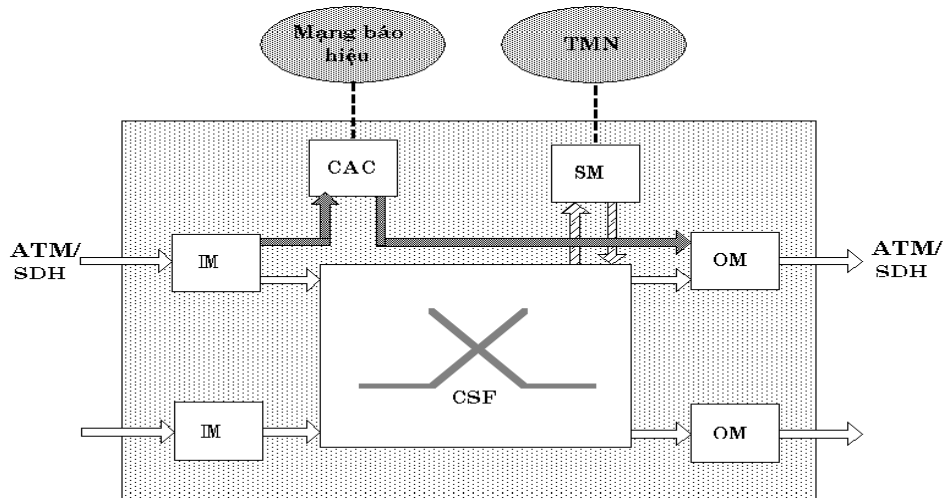 Mạng báo
hiệu
TMN
CAC
SM
ATM/
SDH
IM
OM
ATM/
SDH
CSF
IM
OM